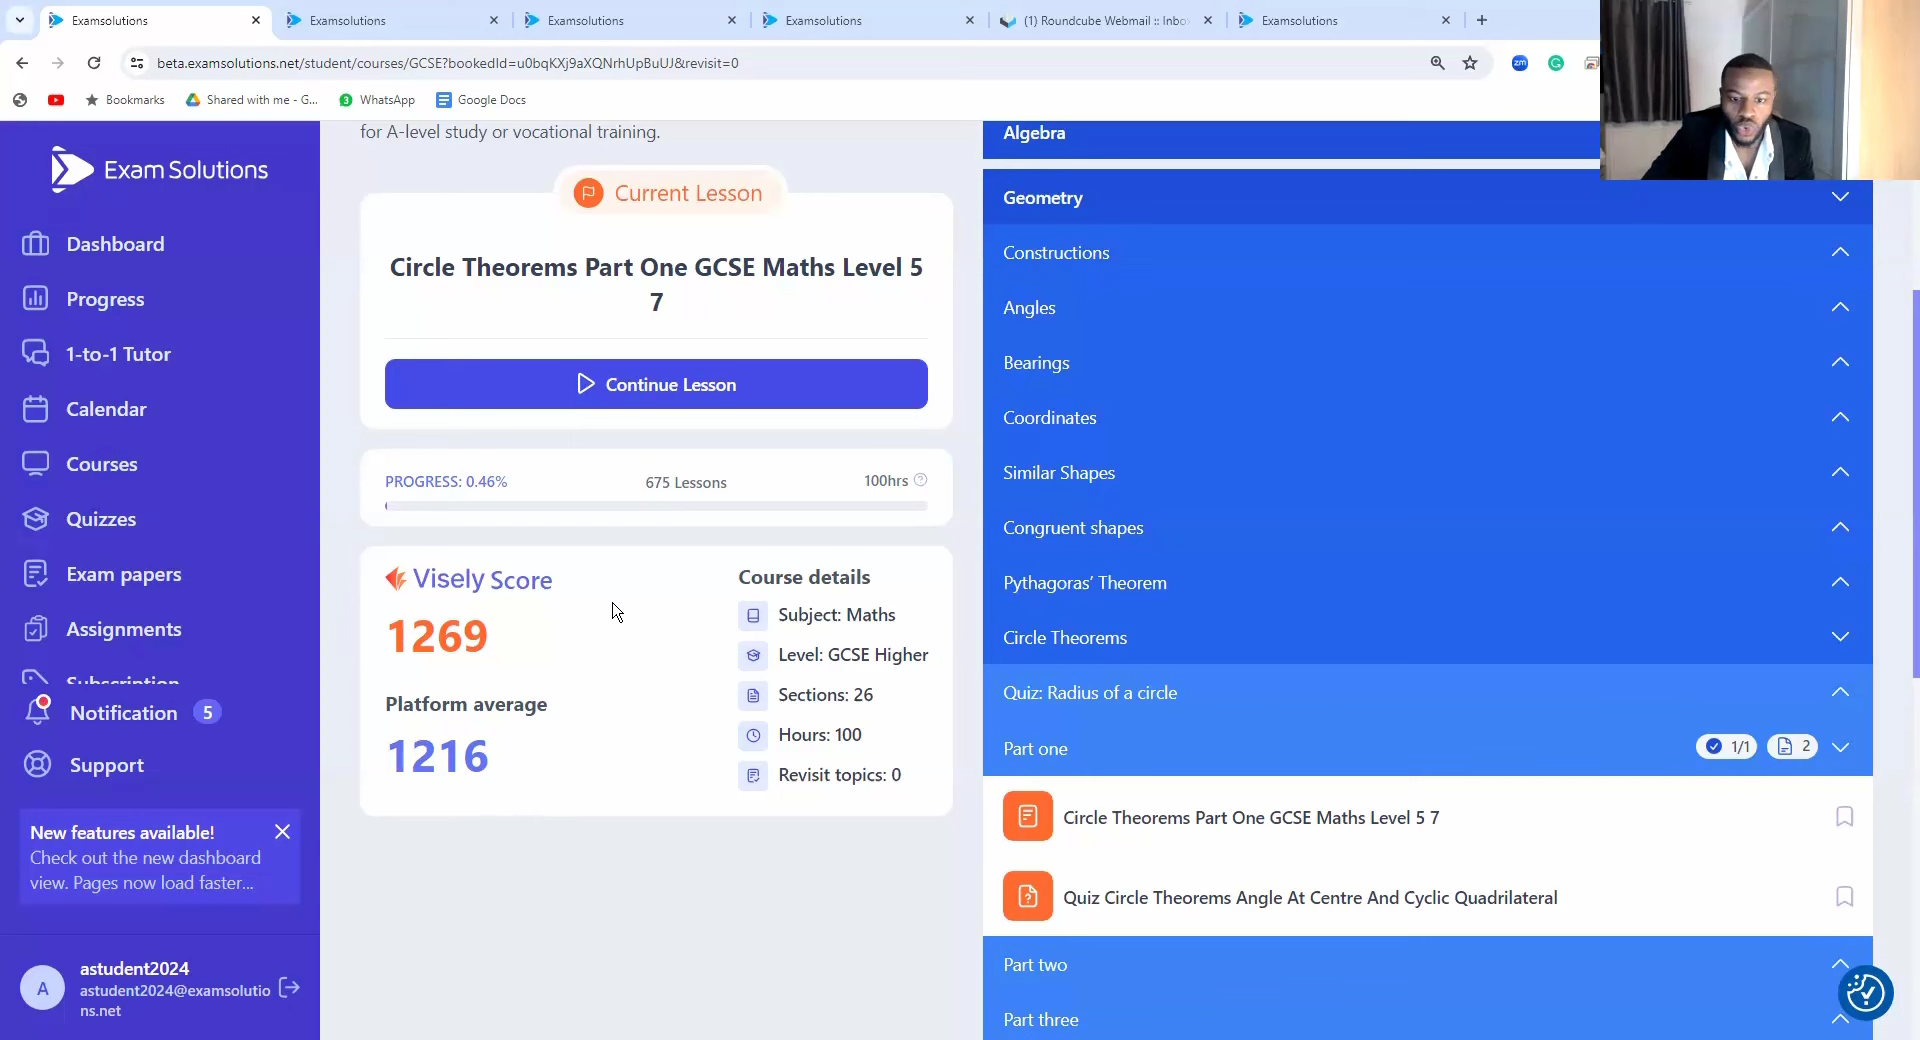 Examsolutions
Examsolutions
Examsolutions
Examsolutions
(1) Roundcube Webmail :: Inbo
Examsolutions
beta.examsolutions.net/student/courses/GCSE?bookedId=u0bqKXj9aXQNrhUpBuUJ&revisit=0
zm
Bookmarks
Shared with me - G...
3
WhatsApp
Google Docs
Exam Solutions
Dashboard
Progress
1-to-1 Tutor
Calendar
Courses
Quizzes
Exam papers
Assignments
Subscription
Notification 5
Support
New features available!
Check out the new dashboard
view. Pages now load faster...
A
astudent2024
astudent2024@examsolutio
ns.net
for A-level study or vocational training.
Current Lesson
Circle Theorems Part One GCSE Maths Level 5
7
Continue Lesson
PROGRESS: 0.46%
675 Lessons
100hrs
Visely Score
1269
Platform average
1216
Course details
Subject: Maths
Level: GCSE Higher
Sections: 26
Hours: 100
Revisit topics: 0
Algebra
Geometry
Constructions
Angles
Bearings
Coordinates
Similar Shapes
Congruent shapes
Pythagoras’ Theorem
Circle Theorems
Quiz: Radius of a circle
Part one 1/1 2
Circle Theorems Part One GCSE Maths Level 5 7
Quiz Circle Theorems Angle At Centre And Cyclic Quadrilateral
Part two
Part three